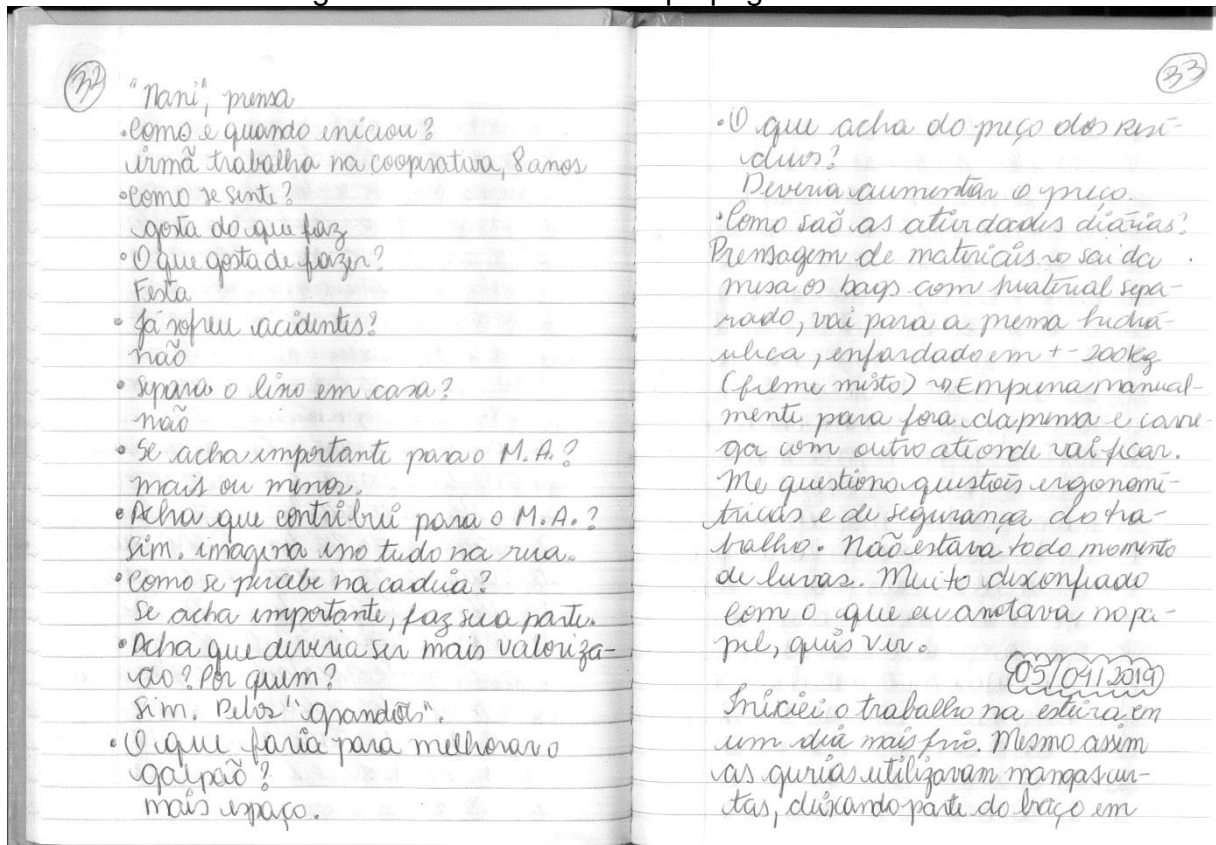 32
"Nani", prensa
• Como e quando iniciou?
irmã trabalha na cooperativa, 8 anos
• Como se sente?
gosta do que faz
• O que gosta de fazer?
Festa
• Já sofreu acidentes?
não
• Separa o lixo em casa?
não
• Se acha importante para o M.A.?
mais ou menos.
• Acha que contribui para o M.A.?
Sim, imagina isso tudo na rua.
• Como se percebe na cadeia?
Se acha importante, faz sua parte.
• Acha que deveria ser mais valoriza-
do? Por quem?
Sim. Pelos "grandões".
• O que faria para melhorar o
galpão?
mais espaço.
33
• O que acha do preço dos resí-
duos?
Deveria aumentar o preço.
• Como são as atividades diárias?
Prensagem de materiais → sai da
mesa os bags com material sepa-
rado, vai para a prensa hidrá-
ulica, enfardado em +- 200kg
(filme misto) → Empurra manual-
mente para fora da prensa e carre-
ga com outro até onde vai ficar.
Me questiono questões ergonomé-
tricas e de segurança do tra-
balho. Não estava todo momento
de luvas. Muito desconfiado
com o que eu anotava no pa-
pel, quis ver.
2019
Iniciei o trabalho na esteira em
um dia mais frio. Mesmo assim
as gurias utilizavam mangas cur-
tas, deixando parte do braço em